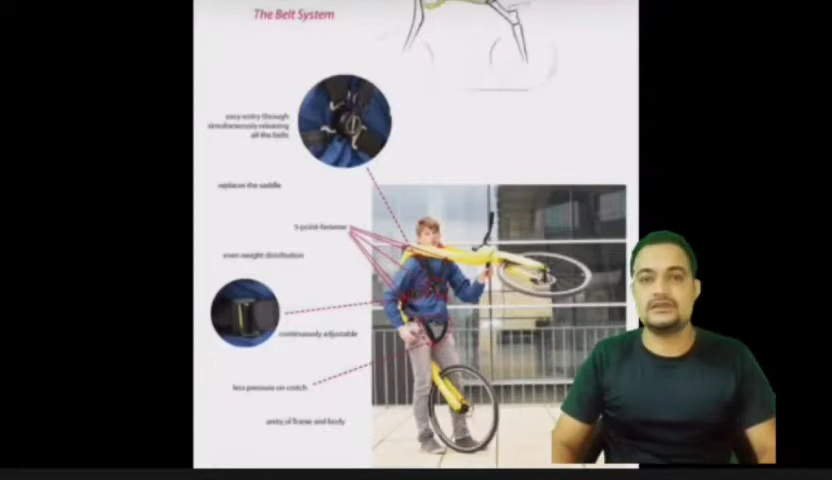 The Belt System
easy entry through
simultaneously releasing
all the belts
replaces the saddle
5-point-fastener
even weight distribution
continuously adjustable
less pressure on crotch
unity of frame and body